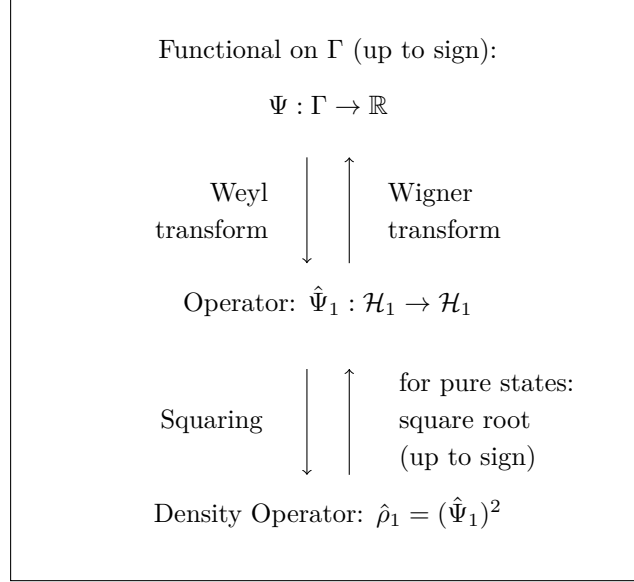 Functional on Γ (up to sign):
Ψ : Γ → ℝ
Weyl
transform
Wigner
transform
Operator: Ψ̂₁ : ℋ₁ → ℋ₁
Squaring
for pure states:
square root
(up to sign)
Density Operator: ρ̂₁ = (Ψ̂₁)²